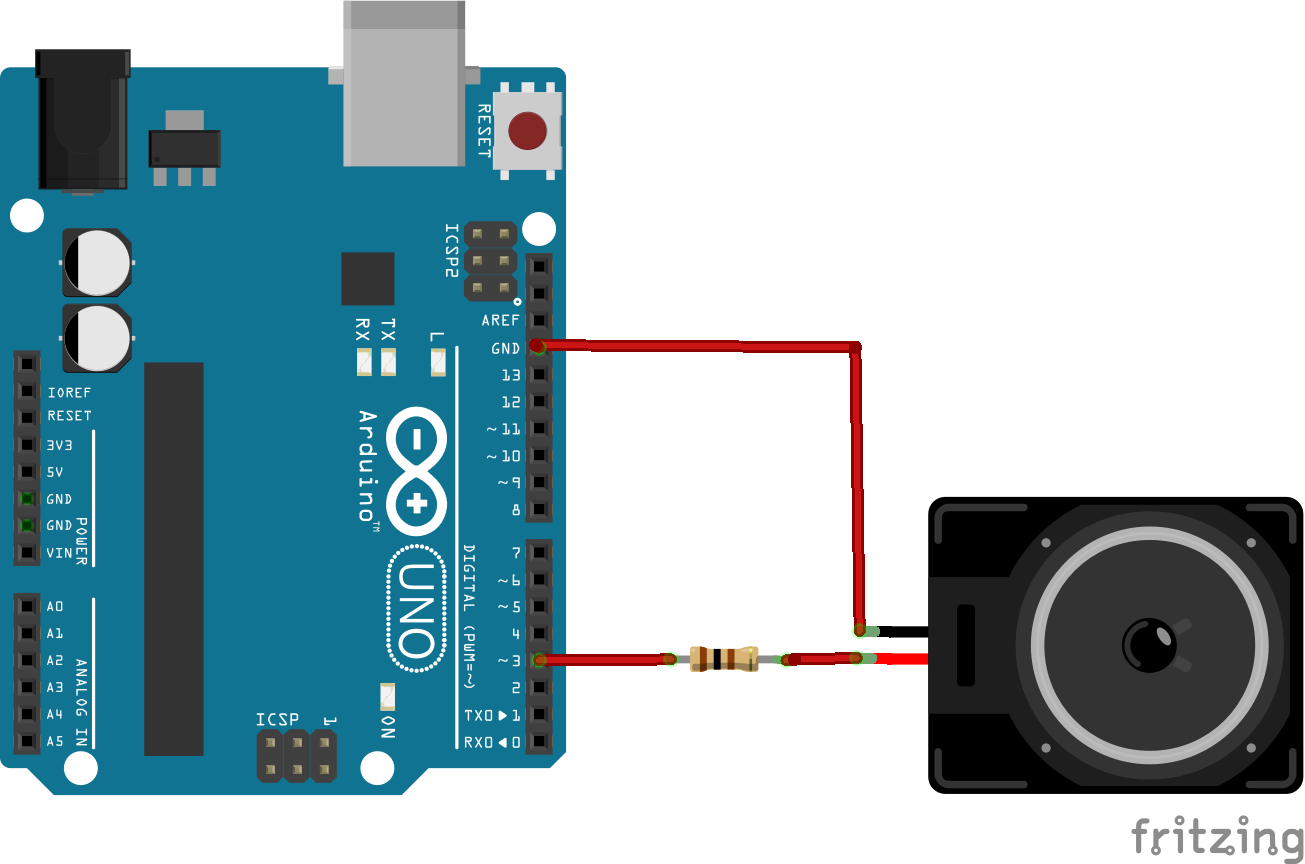 RESET
ICSP2
AREF
GND
13
12
~11
~10
~9
8
7
~6
~5
4
~3
2
TX0▶1
RX0◀0
RX
TX
L
IOREF
RESET
3V3
5V
GND
GND
VIN
POWER
A0
A1
A2
A3
A4
A5
ANALOG IN
Arduino™
UNO
DIGITAL (PWM=~)
ICSP
1
ON
fritzing